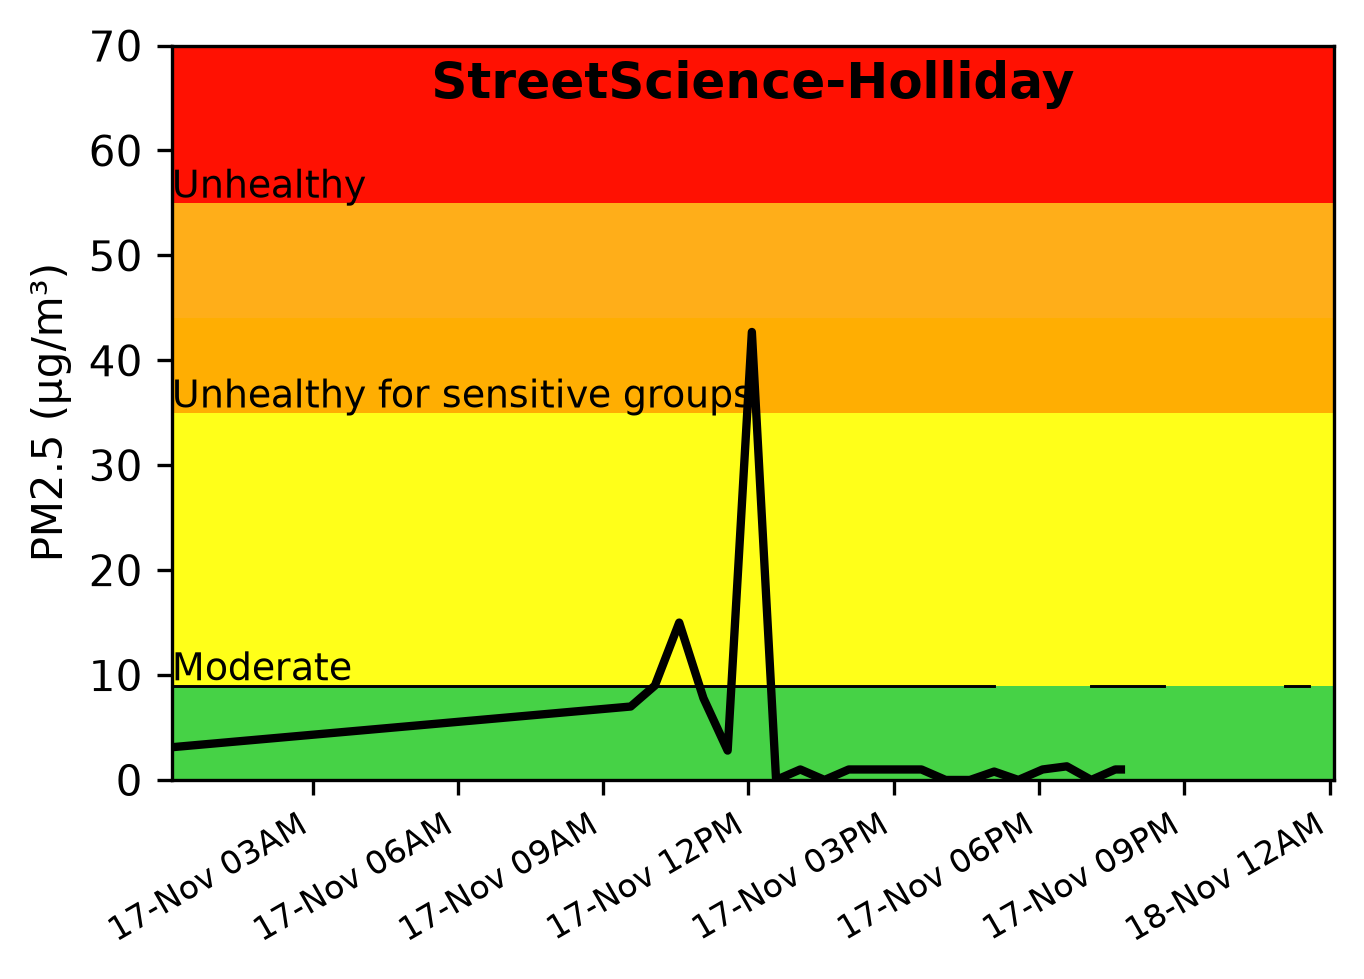 StreetScience-Holliday
PM2.5 (µg/m³)
70
60
Unhealthy
50
40
Unhealthy for sensitive groups
30
20
10
Moderate
0
17-Nov 03AM
17-Nov 06AM
17-Nov 09AM
17-Nov 12PM
17-Nov 03PM
17-Nov 06PM
17-Nov 09PM
18-Nov 12AM